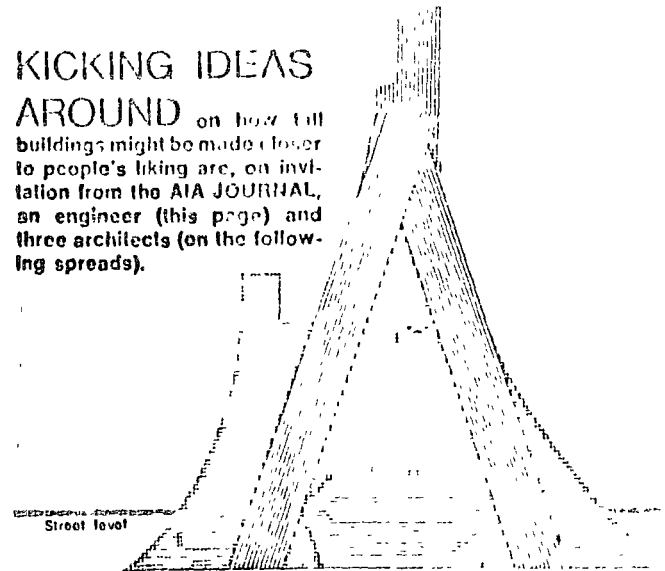 KICKING IDEAS
AROUND on how tall
buildings might be made closer
to people's liking are, on invi-
tation from the AIA JOURNAL,
an engineer (this page) and
three architects (on the follow-
ing spreads).
Street level